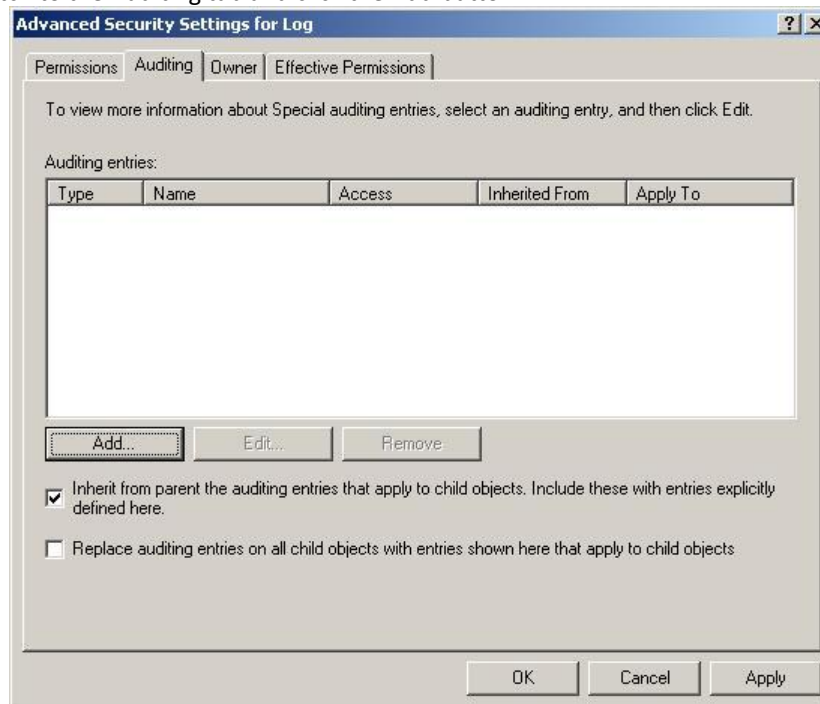 Advanced Security Settings for Log
Permissions Auditing Owner Effective Permissions
To view more information about Special auditing entries, select an auditing entry, and then click Edit.
Auditing entries:
Type Name Access Inherited From Apply To
Add... Edit... Remove
Inherit from parent the auditing entries that apply to child objects. Include these with entries explicitly
defined here.
Replace auditing entries on all child objects with entries shown here that apply to child objects
OK Cancel Apply